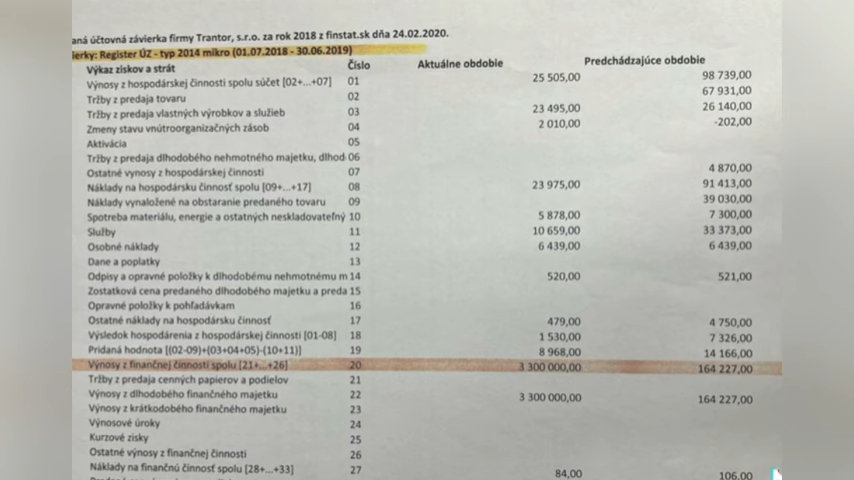 aná účtovná závierka firmy Trantor, s.r.o. za rok 2018 z finstat.sk dňa 24.02.2020.
ierky: Register ÚZ - typ 2014 mikro (01.07.2018 - 30.06.2019)
Výkaz ziskov a strát Číslo Aktuálne obdobie Predchádzajúce obdobie
Výnosy z hospodárskej činnosti spolu súčet [02+...+07] 01 25 505,00 98 739,00
Tržby z predaja tovaru 02 67 931,00
Tržby z predaja vlastných výrobkov a služieb 03 23 495,00 26 140,00
Zmeny stavu vnútroorganizačných zásob 04 2 010,00 -202,00
Aktivácia 05
Tržby z predaja dlhodobého nehmotného majetku, dlhod 06
Ostatné výnosy z hospodárskej činnosti 07 4 870,00
Náklady na hospodársku činnosť spolu [09+...+17] 08 23 975,00 91 413,00
Náklady vynaložené na obstaranie predaného tovaru 09 39 030,00
Spotreba materiálu, energie a ostatných neskladovateľný 10 5 878,00 7 300,00
Služby 11 10 659,00 33 373,00
Osobné náklady 12 6 439,00 6 439,00
Dane a poplatky 13
Odpisy a opravné položky k dlhodobému nehmotnému m 14 520,00 521,00
Zostatková cena predaného dlhodobého majetku a preda 15
Opravné položky k pohľadávkam 16
Ostatné náklady na hospodársku činnosť 17 479,00 4 750,00
Výsledok hospodárenia z hospodárskej činnosti [01-08] 18 1 530,00 7 326,00
Pridaná hodnota [(02-09)+(03+04+05)-(10+11)] 19 8 968,00 14 166,00
Výnosy z finančnej činnosti spolu [21+...+26] 20 3 300 000,00 164 227,00
Tržby z predaja cenných papierov a podielov 21
Výnosy z dlhodobého finančného majetku 22 3 300 000,00 164 227,00
Výnosy z krátkodobého finančného majetku 23
Výnosové úroky 24
Kurzové zisky 25
Ostatné výnosy z finančnej činnosti 26
Náklady na finančnú činnosť spolu [28+...+33] 27 84,00 106,00